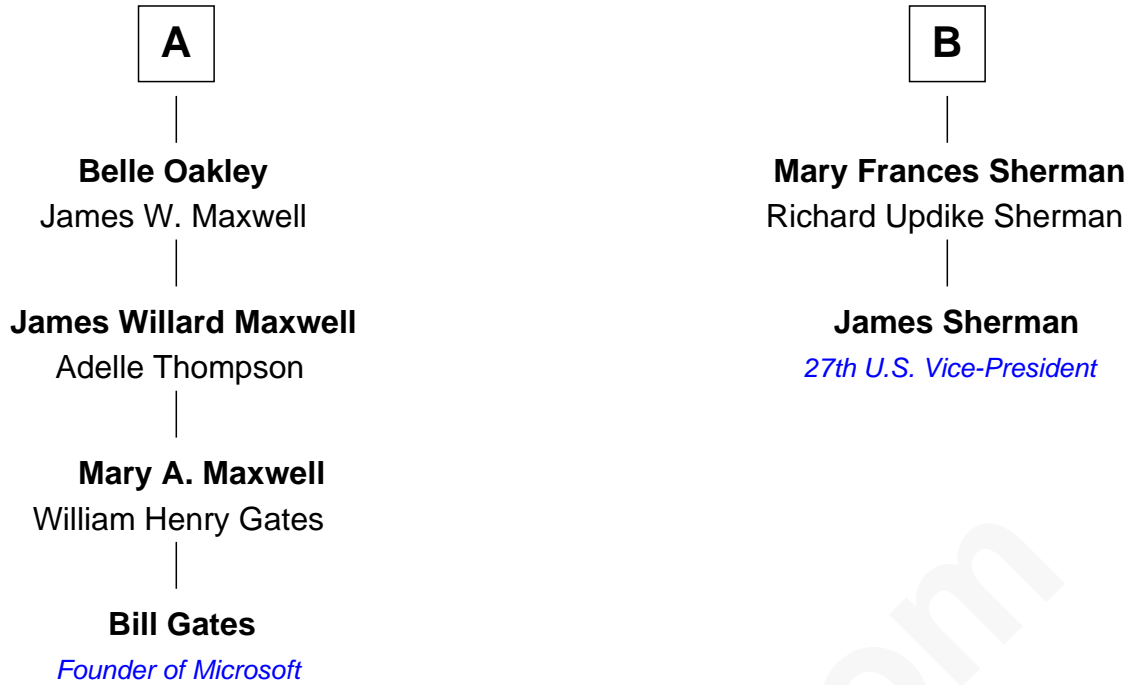 A
Belle Oakley
James W. Maxwell
James Willard Maxwell
Adelle Thompson
Mary A. Maxwell
William Henry Gates
Bill Gates
Founder of Microsoft
B
Mary Frances Sherman
Richard Updike Sherman
James Sherman
27th U.S. Vice-President
om